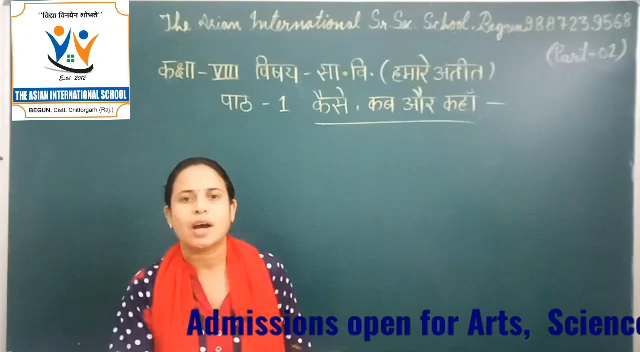 "विद्या विनयेन शोभते"
Estd. 2012
THE ASIAN INTERNATIONAL SCHOOL
BEGUN, Distt. Chittorgarh (Raj.)
The Asian International Sr. Sec. School. Begun 9887239568
(Part-02)
कक्षा - VIII विषय - सा. वि. (हमारे अतीत)
पाठ - 1 कैसे, कब और कहाँ —
Admissions open for Arts, Science